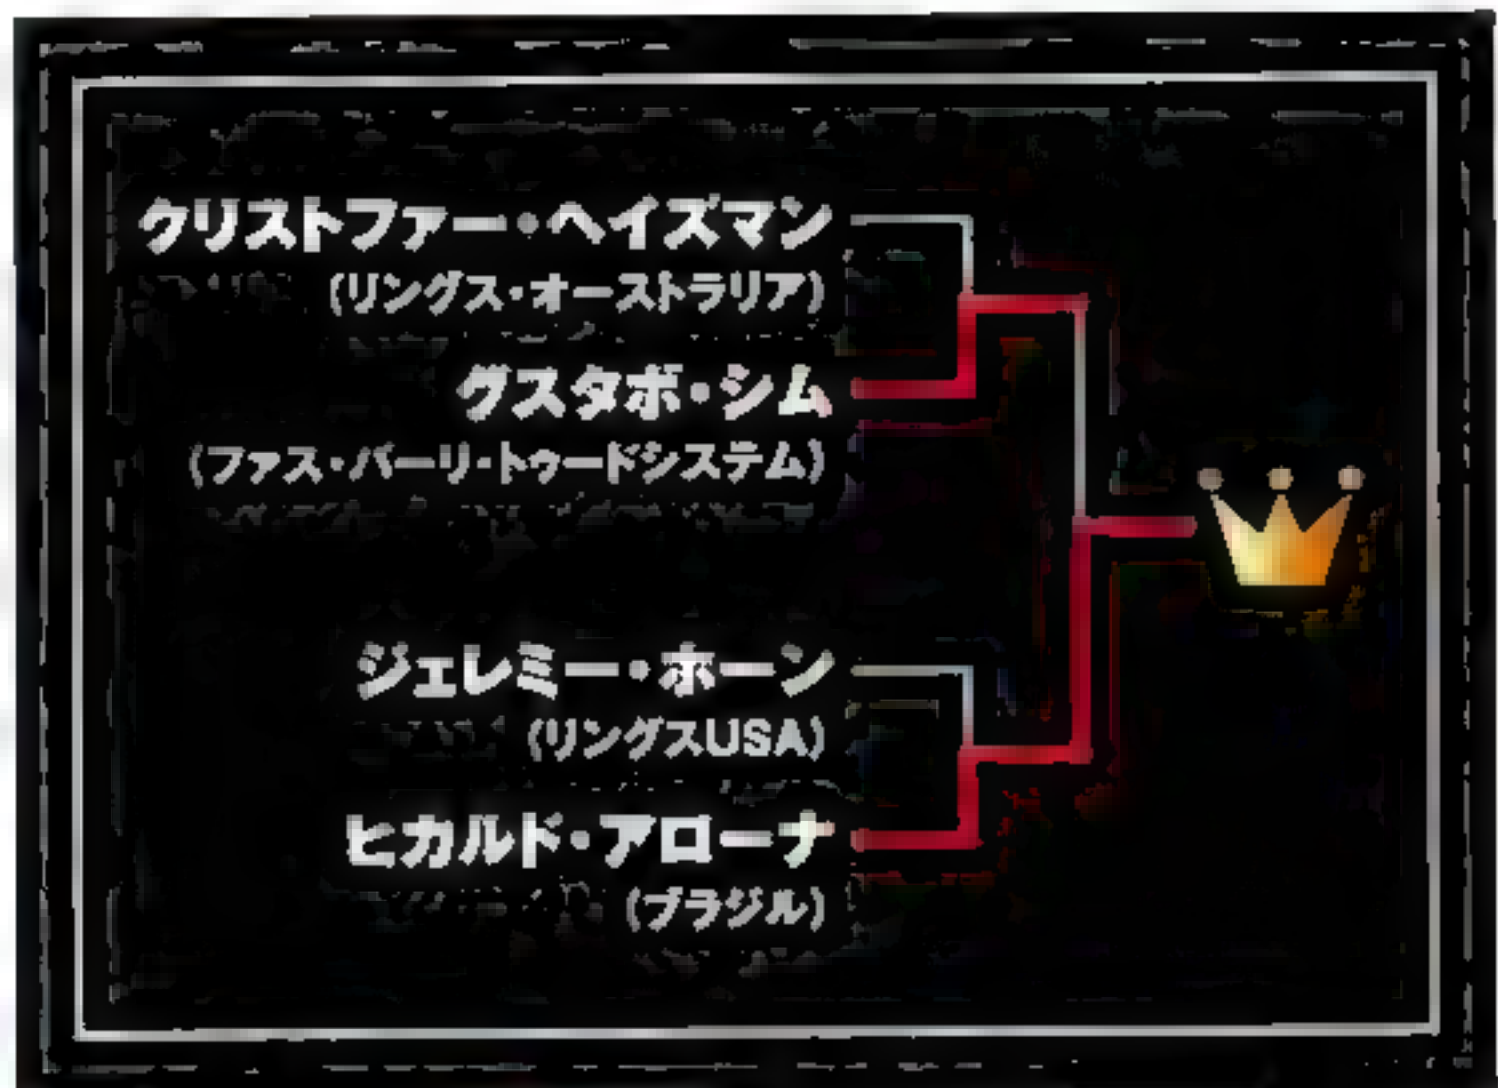 クリストファー・ヘイズマン
(リングス・オーストラリア)
グスタボ・シム
(ファス・バーリ・トゥードシステム)
ジェレミー・ホーン
(リングスUSA)
ヒカルド・アローナ
(ブラジル)